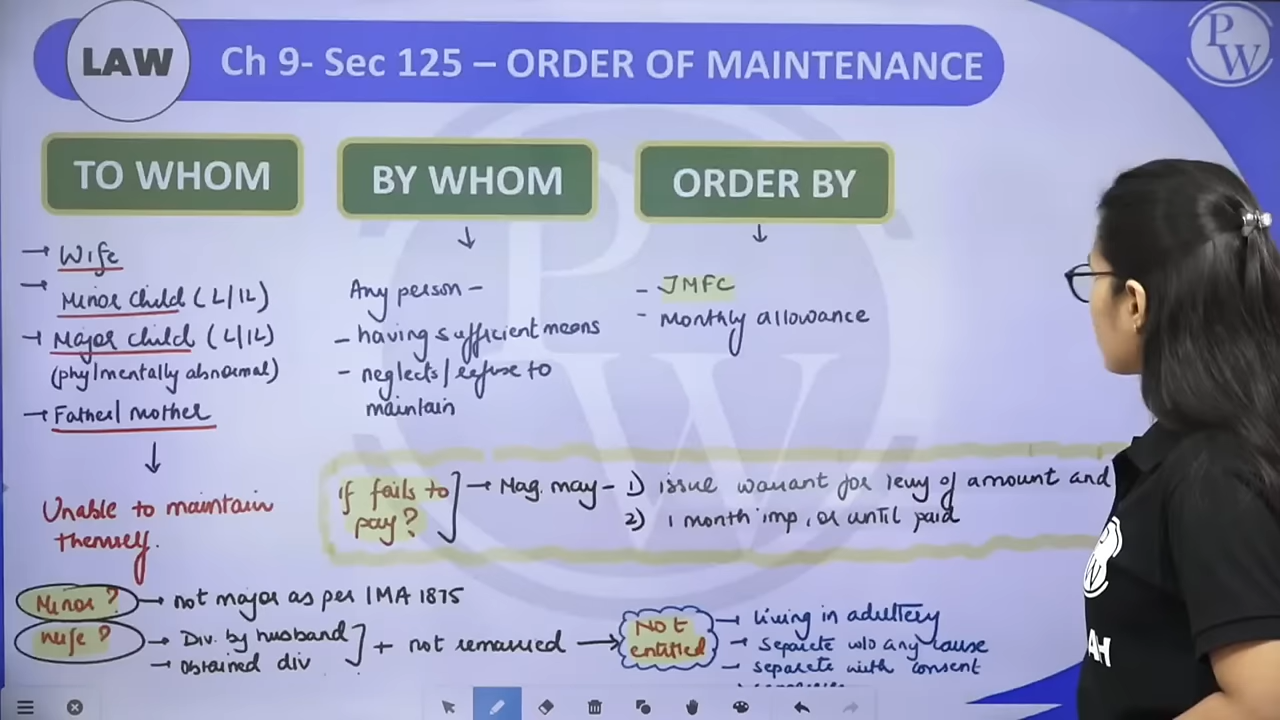 LAW
Ch 9- Sec 125 – ORDER OF MAINTENANCE
PW
TO WHOM
→ Wife
→ Minor child (L/IL)
→ Major child (L/IL)
(phy/mentally abnormal)
→ Father/mother
↓
Unable to maintain
themself.
BY WHOM
↓
Any person –
– having sufficient means
– neglects/refuse to
maintain
ORDER BY
↓
– JMFC
– Monthly allowance
PW
If fails to
pay?
→ Mag. may – 1) issue warrant for levy of amount and
2) 1 month imp, or until paid
Minor? → not major as per IMA 1875
Wife? → Div. by husband
→ obtained div
+ not remarried →
Not
entitled
→ Living in adultery
→ separate w/o any cause
→ separate with consent
PW
AH